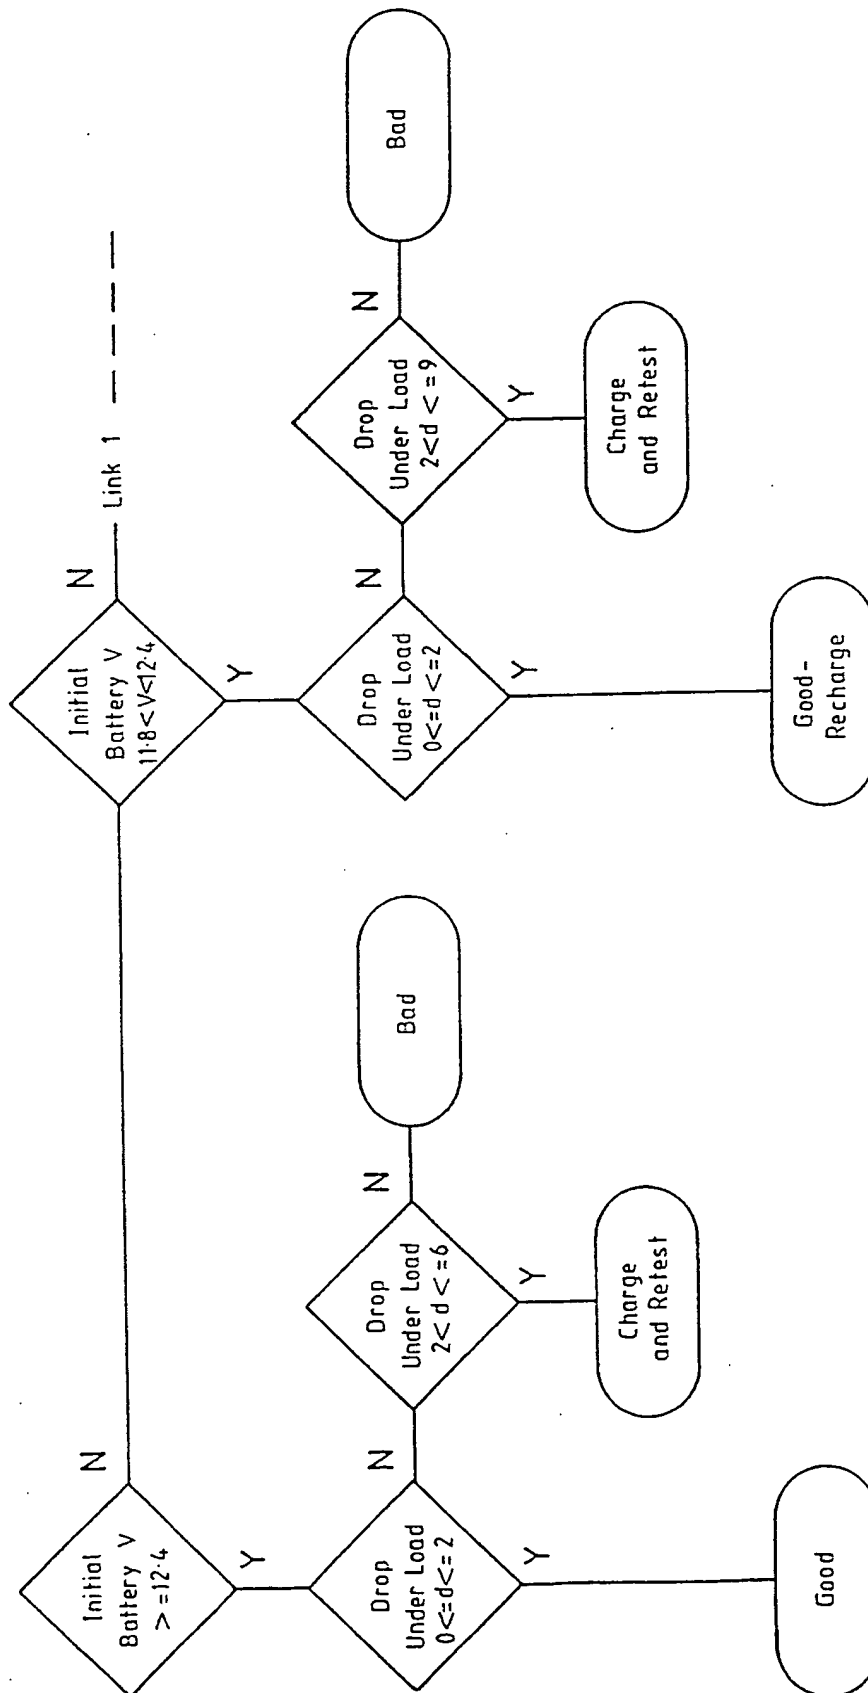 Initial
Battery V
> =12·4
N
Y
Drop
Under Load
0<=d<=2
N
Y
Good
Drop
Under Load
2< d < =6
N
Y
Charge
and Retest
Bad
Initial
Battery V
11·8<V<12·4
N
Link 1
Y
Drop
Under Load
0<=d <=2
N
Y
Good-
Recharge
Drop
Under Load
2<d < =9
N
Y
Charge
and Retest
Bad